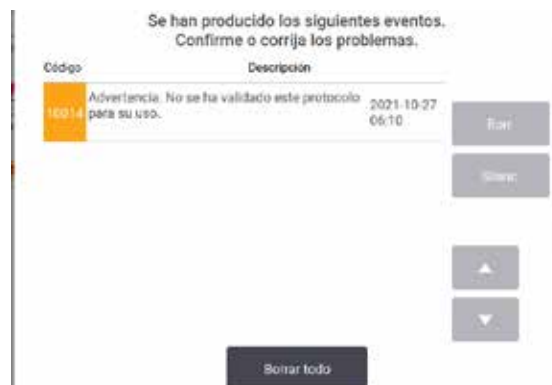 Se han producido los siguientes eventos.
Confirme o corrija los problemas.
Código Descripción
Advertencia. No se ha validado este protocolo
para su uso.
2021-10-27
06:10
10014
Borrar todo